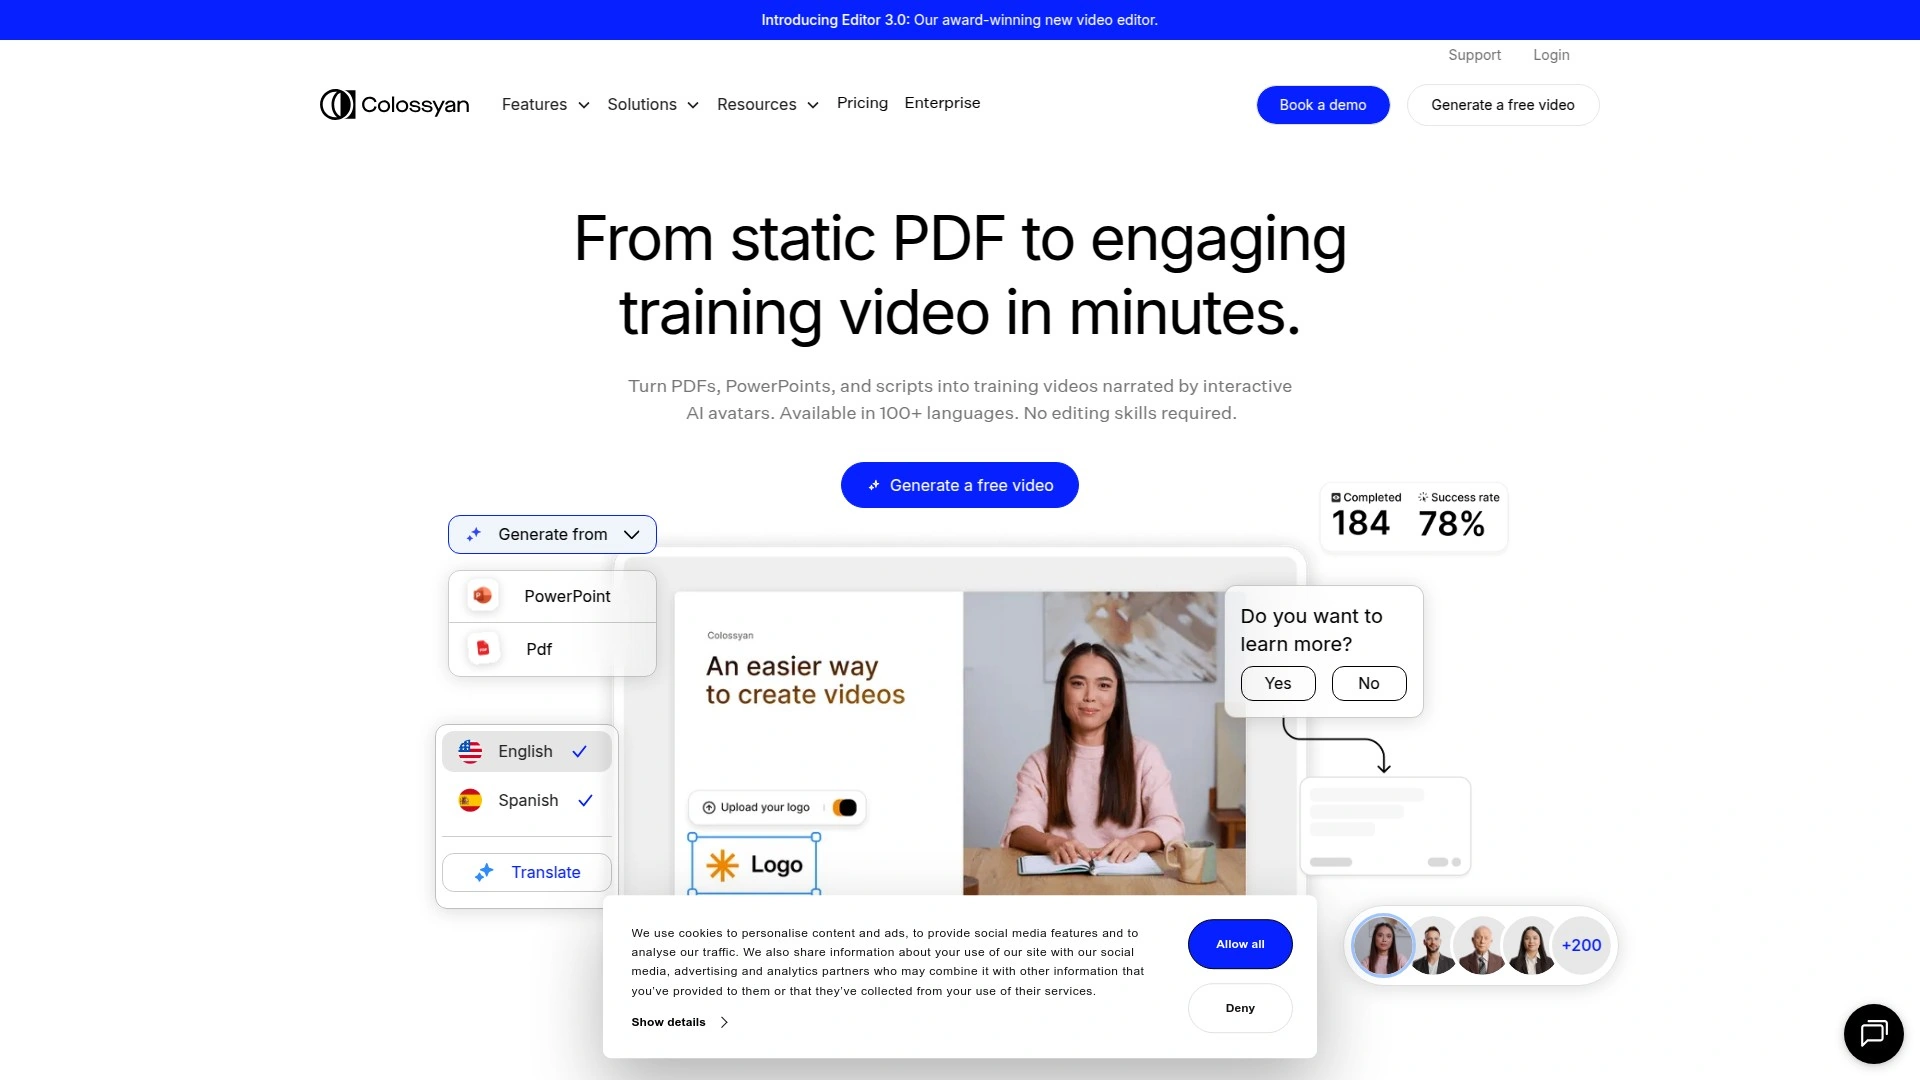 Introducing Editor 3.0: Our award-winning new video editor.
Support
Login
Colossyan
Features
Solutions
Resources
Pricing
Enterprise
Book a demo
Generate a free video
From static PDF to engaging
training video in minutes.
Turn PDFs, PowerPoints, and scripts into training videos narrated by interactive
AI avatars. Available in 100+ languages. No editing skills required.
Generate a free video
Completed
184
Success rate
78%
Generate from
PowerPoint
Pdf
English
Spanish
Translate
Colossyan
An easier way
to create videos
Upload your logo
Logo
Do you want to
learn more?
Yes
No
+200
We use cookies to personalise content and ads, to provide social media features and to
analyse our traffic. We also share information about your use of our site with our social
media, advertising and analytics partners who may combine it with other information that
you’ve provided to them or that they’ve collected from your use of their services.
Show details
Allow all
Deny